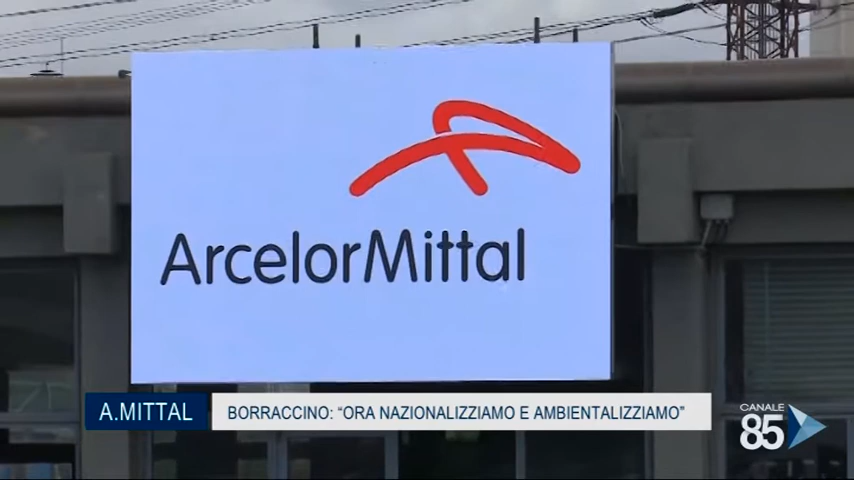 ArcelorMittal
A.MITTAL
BORRACCINO: “ORA NAZIONALIZZIAMO E AMBIENTALIZZIAMO”
CANALE
85